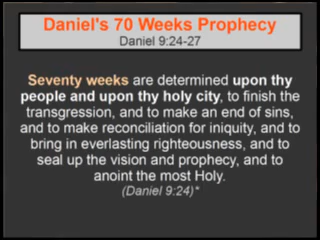 Daniel's 70 Weeks Prophecy
Daniel 9:24-27
Seventy weeks are determined upon thy
people and upon thy holy city, to finish the
transgression, and to make an end of sins,
and to make reconciliation for iniquity, and to
bring in everlasting righteousness, and to
seal up the vision and prophecy, and to
anoint the most Holy.
(Daniel 9:24)*